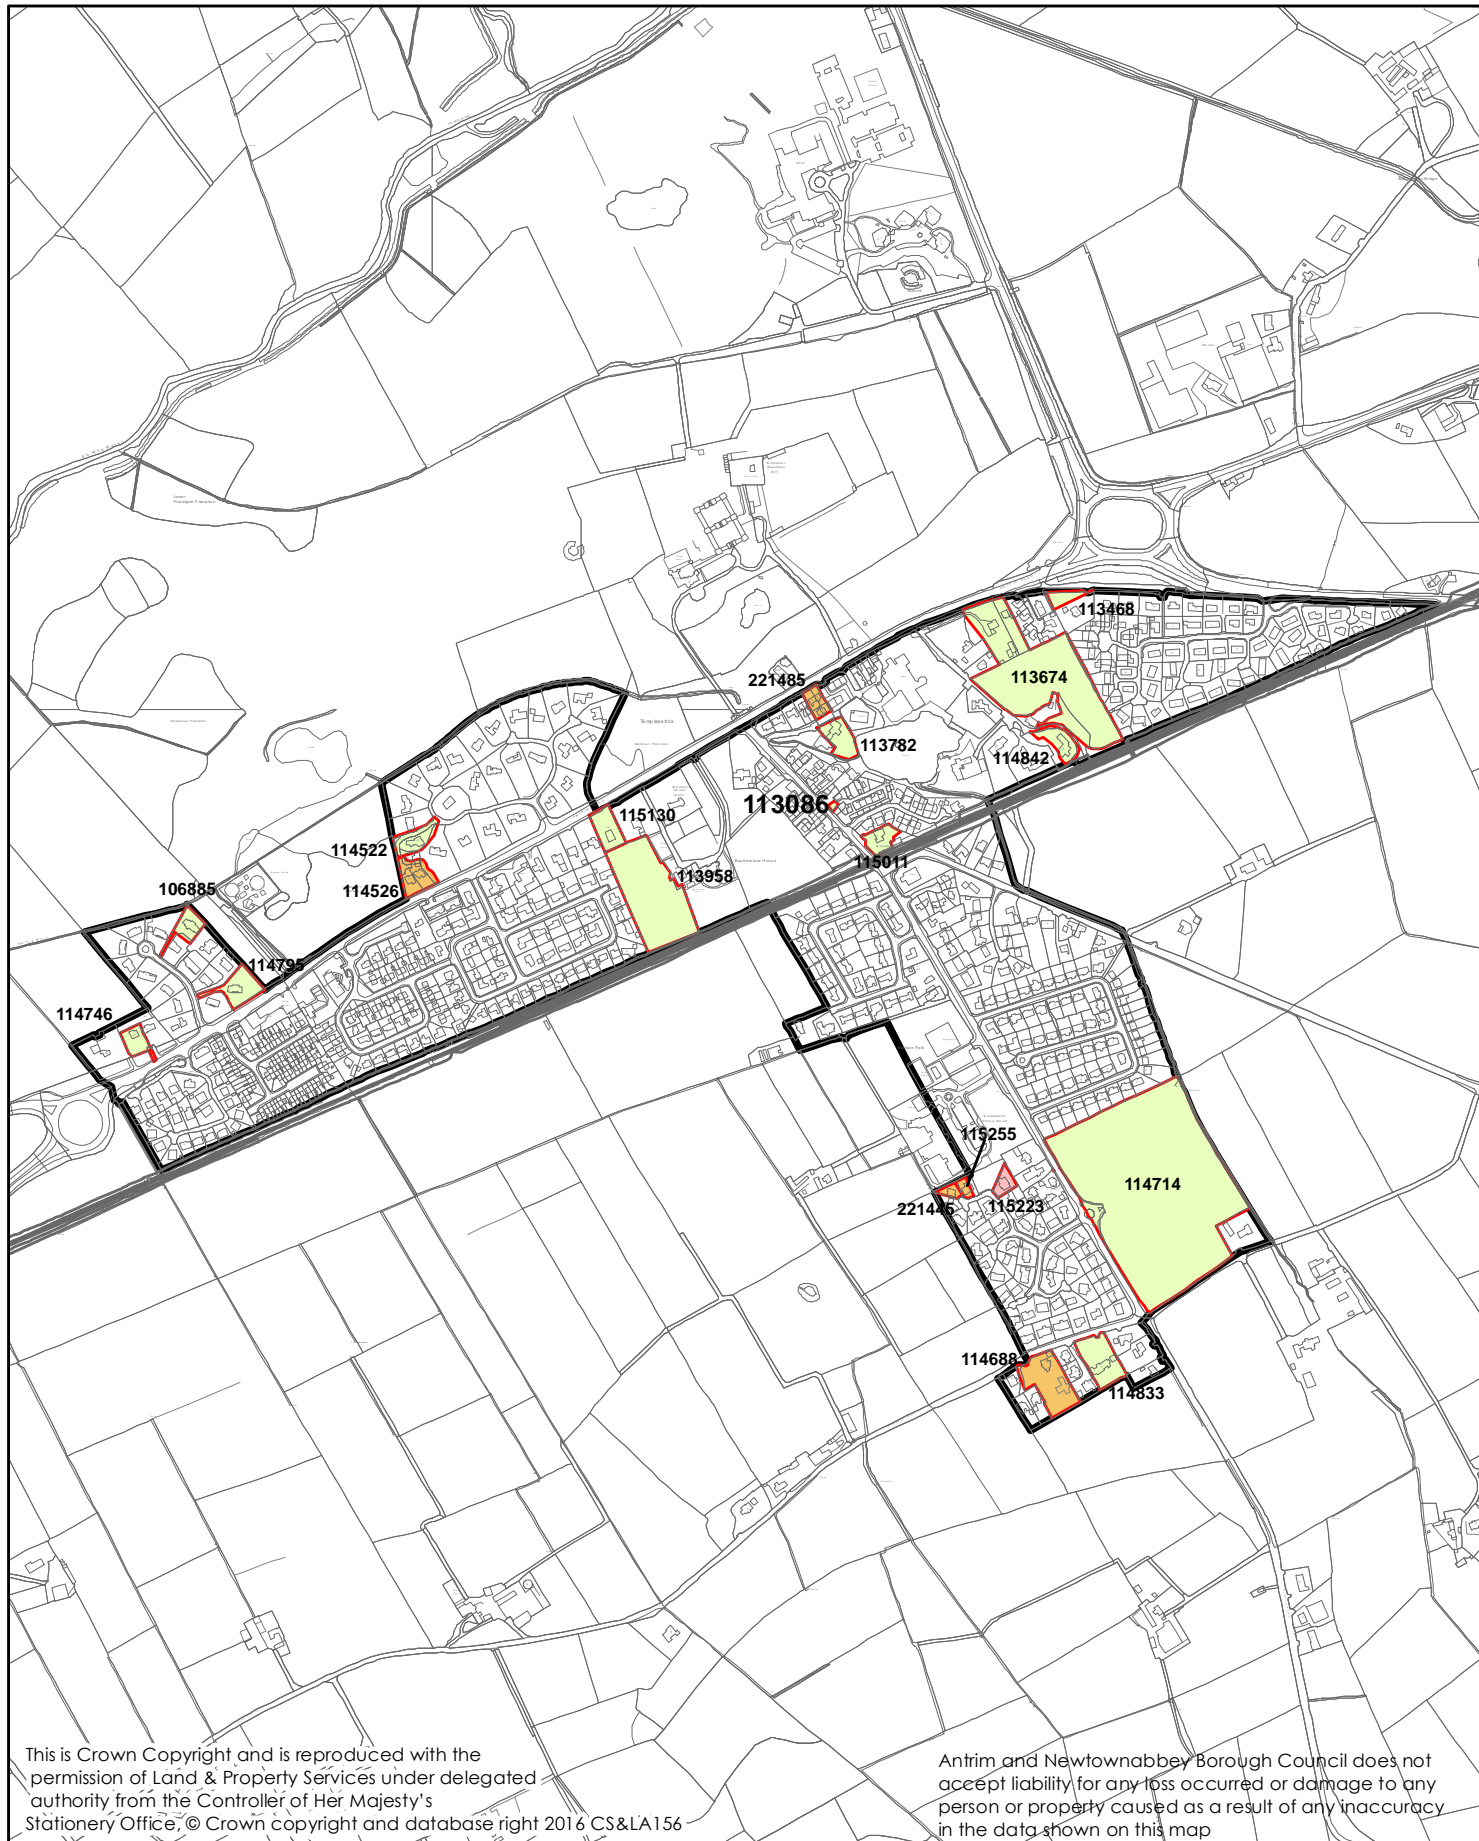 113468
221485
113674
113782
114842
113086
115130
114522
115011
113958
106885
114526
114795
114746
115255
114714
221445
115223
114688
114833
This is Crown Copyright and is reproduced with the
permission of Land & Property Services under delegated
authority from the Controller of Her Majesty's
Stationery Office, © Crown copyright and database right 2016 CS&LA156
Antrim and Newtownabbey Borough Council does not
accept liability for any loss occurred or damage to any
person or property caused as a result of any inaccuracy
in the data shown on this map